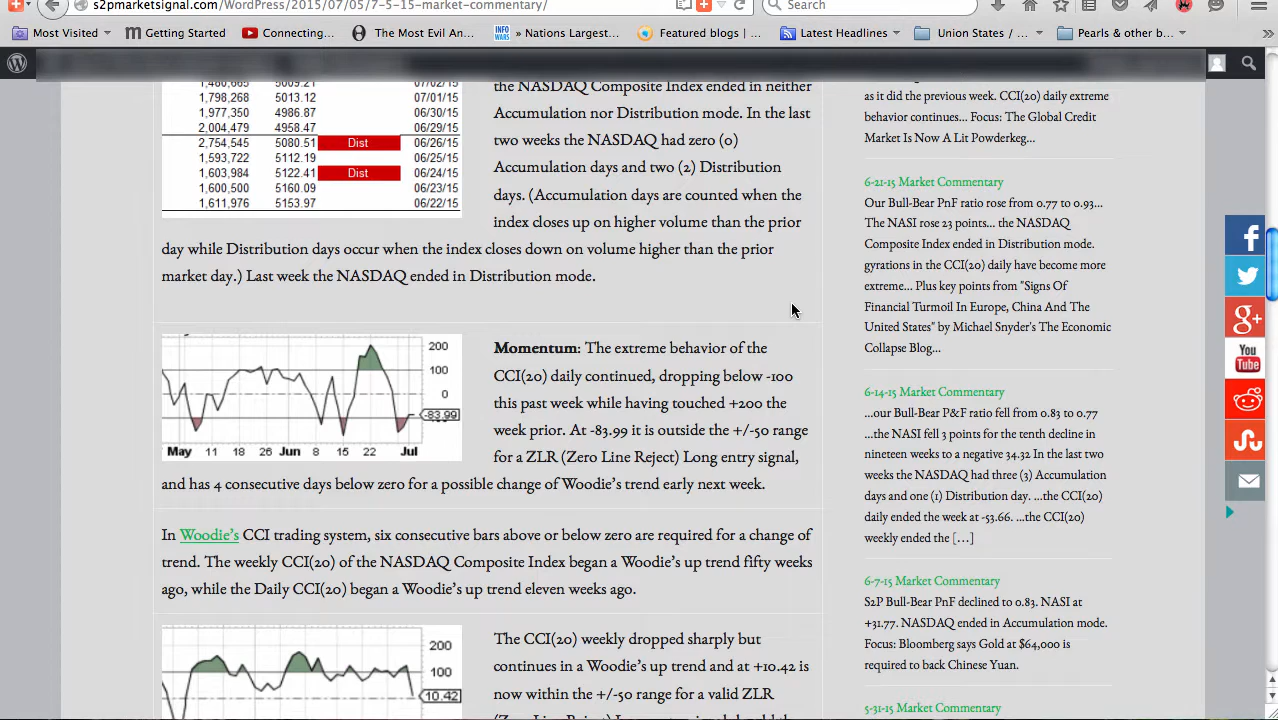 s2pmarketsignal.com/WordPress/2015/07/05/7-5-15-market-commentary/
Search
Most Visited
Getting Started
Connecting...
The Most Evil An...
INFO WARS
» Nations Largest...
Featured blogs | ...
Latest Headlines
Union States / ...
Pearls & other b...
07/02/15
1,798,268 5013.12 07/01/15
1,977,350 4986.87 06/30/15
2,004,479 4958.47 06/29/15
2,754,545 5080.51 Dist 06/26/15
1,593,722 5112.19 06/25/15
1,603,984 5122.41 Dist 06/24/15
1,600,500 5160.09 06/23/15
1,611,976 5153.97 06/22/15
the NASDAQ Composite Index ended in neither
Accumulation nor Distribution mode. In the last
two weeks the NASDAQ had zero (0)
Accumulation days and two (2) Distribution
days. (Accumulation days are counted when the
index closes up on higher volume than the prior
day while Distribution days occur when the index closes down on volume higher than the prior
market day.) Last week the NASDAQ ended in Distribution mode.
200
100
0
-83.99
May 11 18 26 Jun 8 15 22 Jul
Momentum: The extreme behavior of the
CCI(20) daily continued, dropping below -100
this past week while having touched +200 the
week prior. At -83.99 it is outside the +/-50 range
for a ZLR (Zero Line Reject) Long entry signal,
and has 4 consecutive days below zero for a possible change of Woodie's trend early next week.
In Woodie's CCI trading system, six consecutive bars above or below zero are required for a change of
trend. The weekly CCI(20) of the NASDAQ Composite Index began a Woodie's up trend fifty weeks
ago, while the Daily CCI(20) began a Woodie's up trend eleven weeks ago.
200
100
10.42
The CCI(20) weekly dropped sharply but
continues in a Woodie's up trend and at +10.42 is
now within the +/-50 range for a valid ZLR
as it did the previous week. CCI(20) daily extreme
behavior continues... Focus: The Global Credit
Market Is Now A Lit Powderkeg...
6-21-15 Market Commentary
Our Bull-Bear PnF ratio rose from 0.77 to 0.93...
The NASI rose 23 points... the NASDAQ
Composite Index ended in Distribution mode.
gyrations in the CCI(20) daily have become more
extreme... Plus key points from "Signs Of
Financial Turmoil In Europe, China And The
United States" by Michael Snyder's The Economic
Collapse Blog...
6-14-15 Market Commentary
...our Bull-Bear P&F ratio fell from 0.83 to 0.77
...the NASI fell 3 points for the tenth decline in
nineteen weeks to a negative 34.32 In the last two
weeks the NASDAQ had three (3) Accumulation
days and one (1) Distribution day. ...the CCI(20)
daily ended the week at -53.66. ...the CCI(20)
weekly ended the […]
6-7-15 Market Commentary
S2P Bull-Bear PnF declined to 0.83. NASI at
+31.77. NASDAQ ended in Accumulation mode.
Focus: Bloomberg says Gold at $64,000 is
required to back Chinese Yuan.
5-31-15 Market Commentary
You
Tube